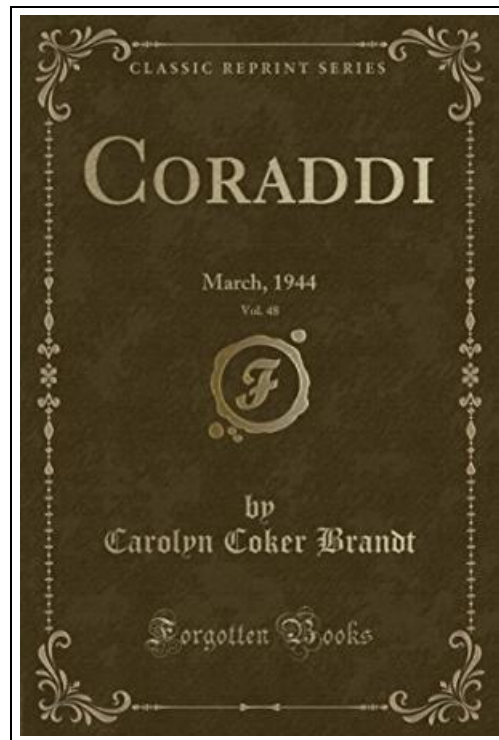 CLASSIC REPRINT SERIES
CORADDI
March, 1944
Vol. 48
F
by
Carolyn Coker Brandt
Forgotten Books